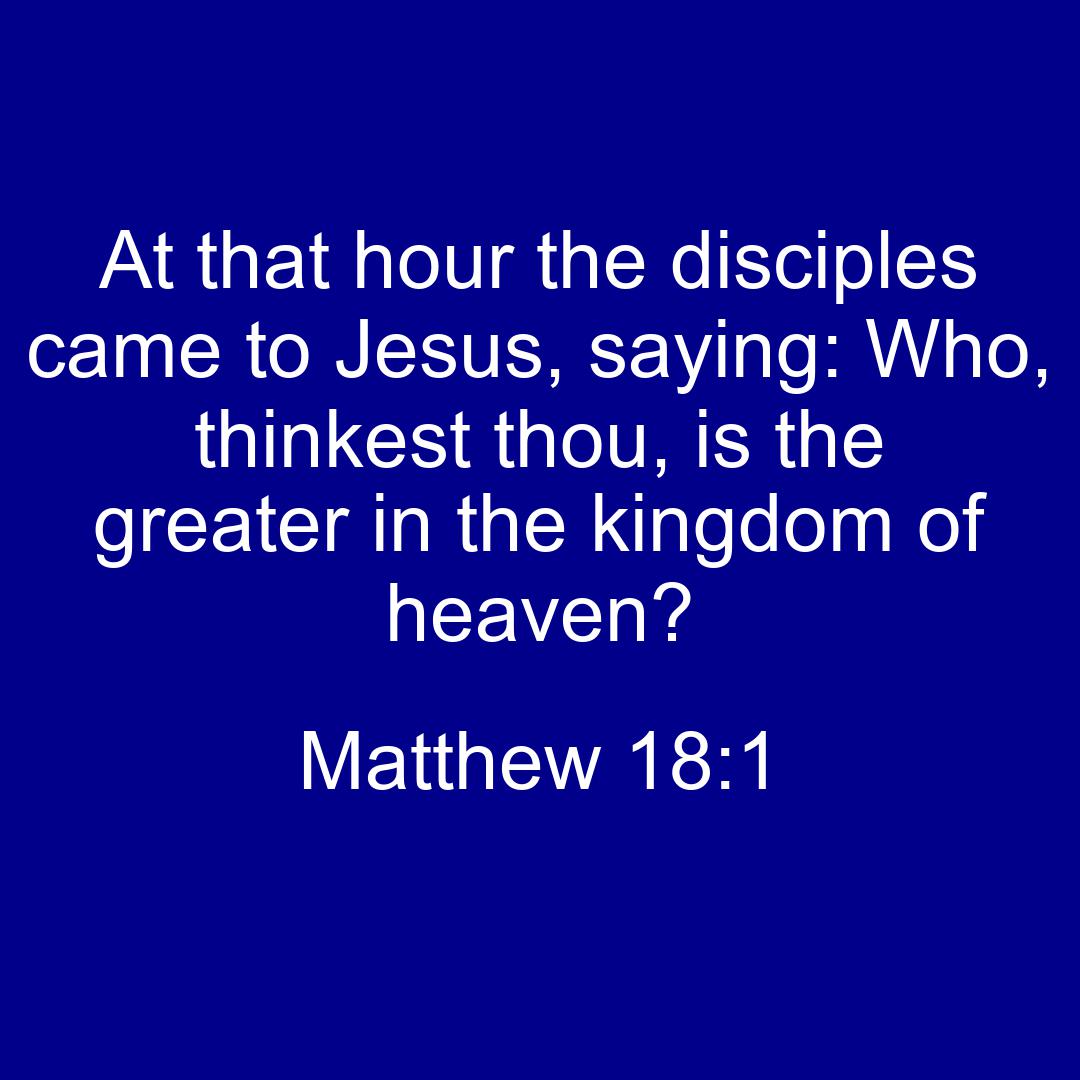 At that hour the disciples
came to Jesus, saying: Who,
thinkest thou, is the
greater in the kingdom of
heaven?
Matthew 18:1